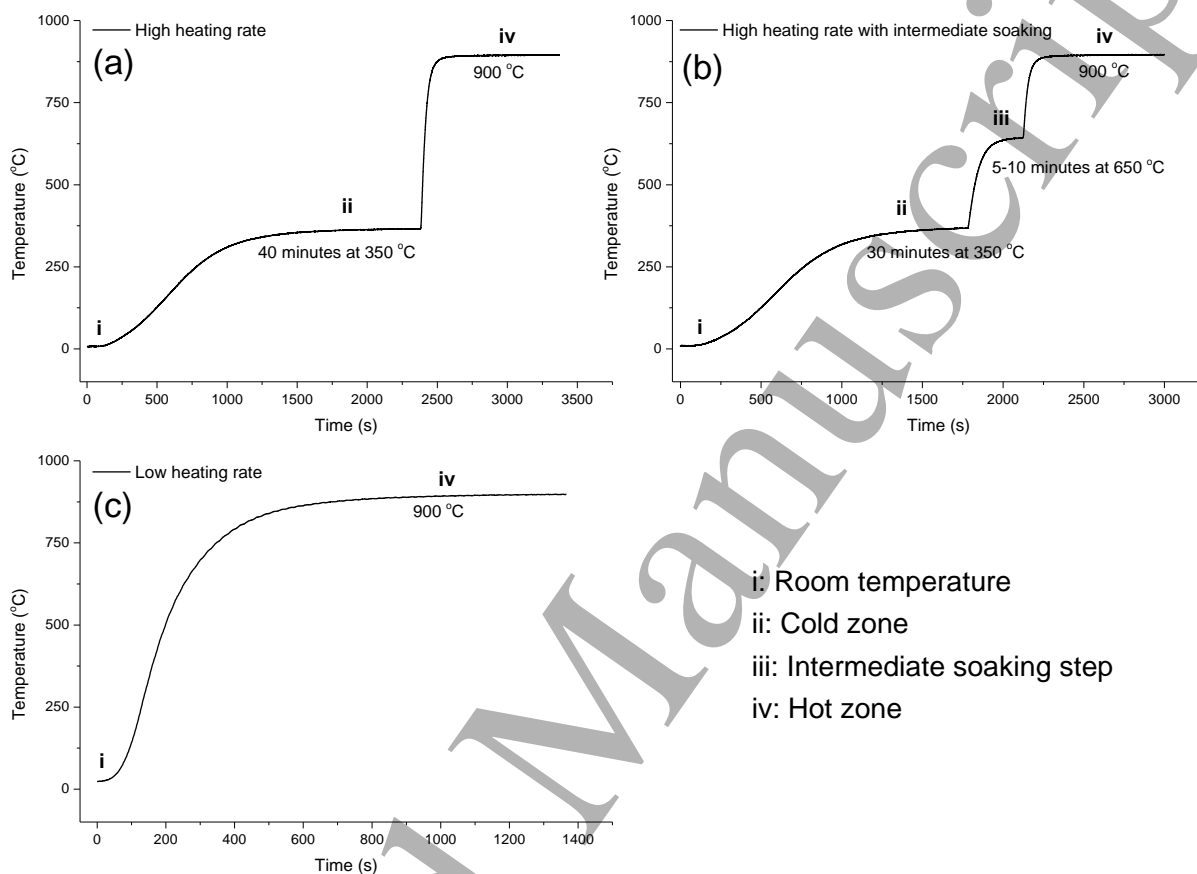 High heating rate
(a)
1000
750
500
250
0
Temperature (°C)
i
ii
40 minutes at 350 °C
iv
900 °C
0 500 1000 1500 2000 2500 3000 3500
Time (s)
High heating rate with intermediate soaking
(b)
1000
750
500
250
0
Temperature (°C)
i
ii
30 minutes at 350 °C
iii
5-10 minutes at 650 °C
iv
900 °C
0 500 1000 1500 2000 2500 3000
Time (s)
Low heating rate
(c)
1000
750
500
250
0
Temperature (°C)
i
iv
900 °C
0 200 400 600 800 1000 1200 1400
Time (s)
i: Room temperature
ii: Cold zone
iii: Intermediate soaking step
iv: Hot zone
Manuscrip